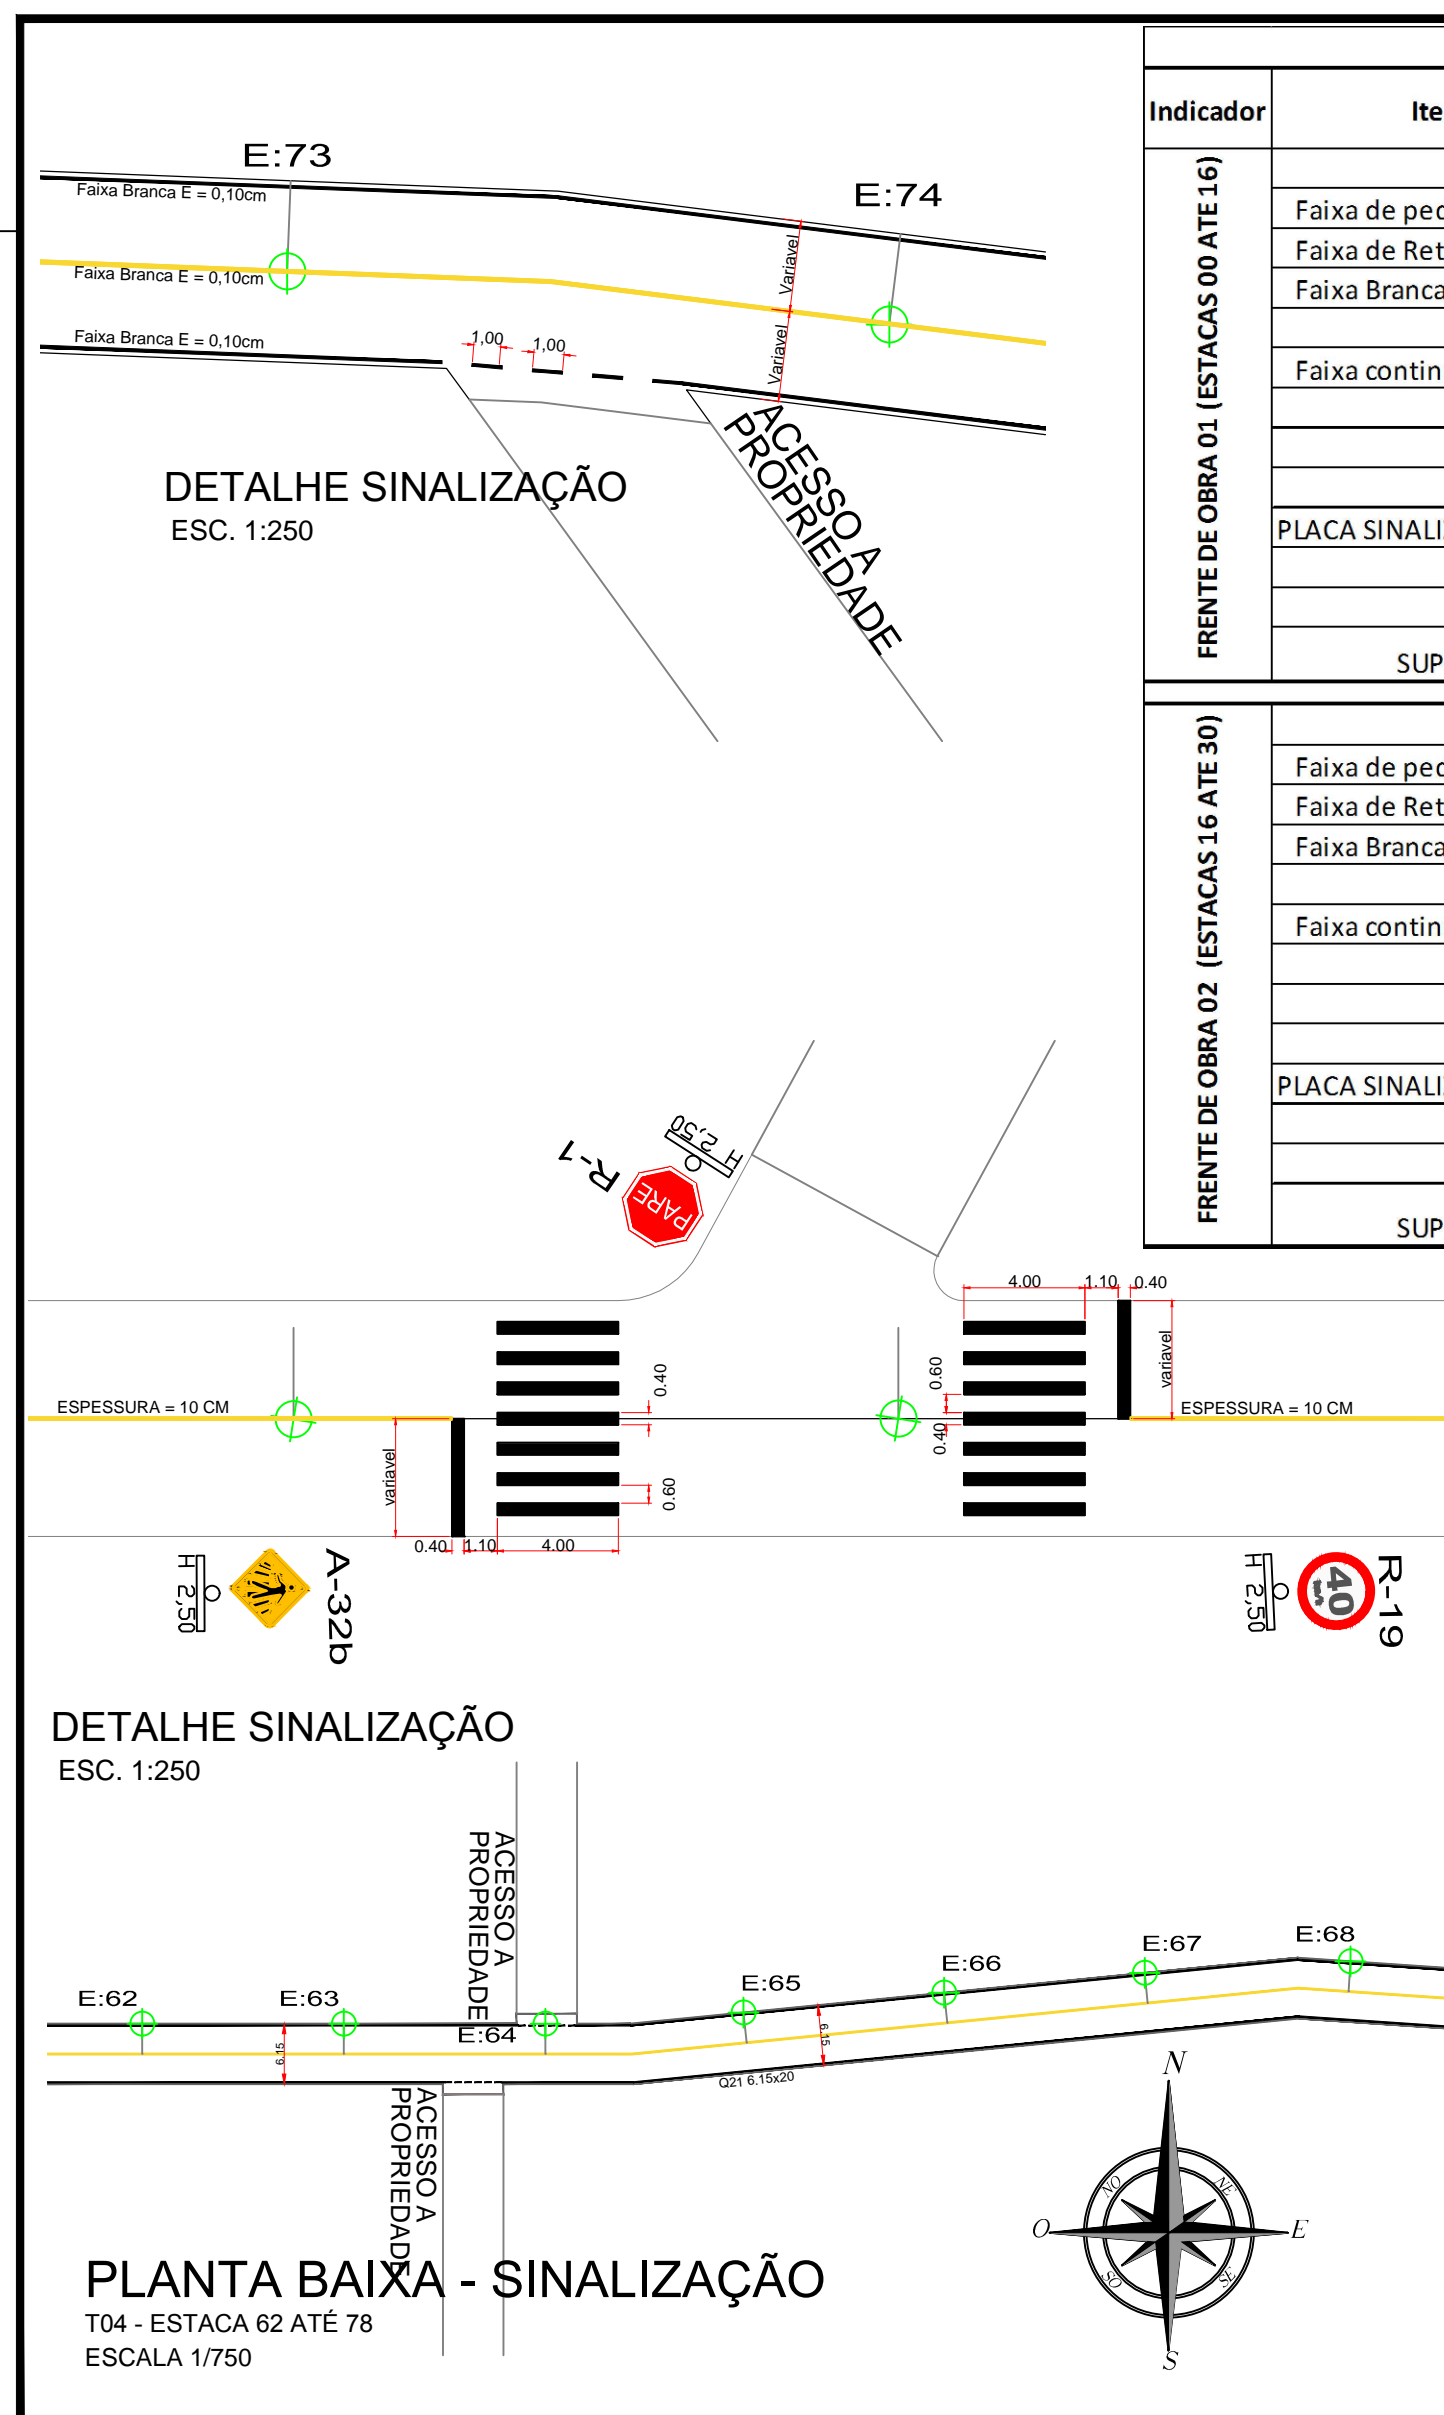 E:73
E:74
Faixa Branca E = 0,10cm
Faixa Branca E = 0,10cm
Faixa Branca E = 0,10cm
Variavel
Variavel
1,00
1,00
ACESSO A
PROPRIEDADE
DETALHE SINALIZAÇÃO
ESC. 1:250
Indicador
Ite
FRENTE DE OBRA 01 (ESTACAS 00 ATE 16)
Faixa de ped
Faixa de Ret
Faixa Branca
Faixa contin
PLACA SINALI
SUP
FRENTE DE OBRA 02 (ESTACAS 16 ATE 30)
Faixa de ped
Faixa de Ret
Faixa Branca
Faixa contin
PLACA SINALI
SUP
R-1
H 2,50
PARE
4.00
1.10
0.40
variavel
0.40
0.60
0.60
0.40
ESPESSURA = 10 CM
ESPESSURA = 10 CM
variavel
0.40
1.10
4.00
H 2,50
A-32b
H 2,50
40
km/h
R-19
DETALHE SINALIZAÇÃO
ESC. 1:250
ACESSO A
PROPRIEDADE
E:62
E:63
E:64
E:65
E:66
E:67
E:68
6.15
6.15
Q21 6.15x20
ACESSO A
PROPRIEDADE
N
NO
NE
O
E
SO
SE
S
PLANTA BAIXA - SINALIZAÇÃO
T04 - ESTACA 62 ATÉ 78
ESCALA 1/750